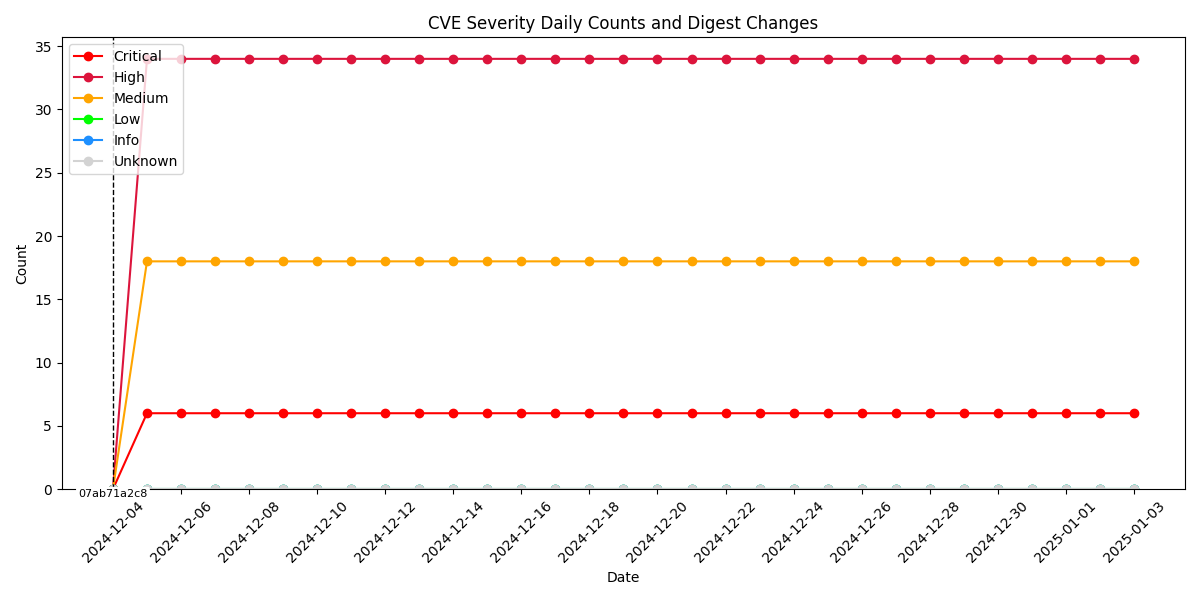 CVE Severity Daily Counts and Digest Changes
Critical
High
Medium
Low
Info
Unknown
35
30
25
20
15
10
5
0
Count
07ab71a2c8
2024-12-04
2024-12-06
2024-12-08
2024-12-10
2024-12-12
2024-12-14
2024-12-16
2024-12-18
2024-12-20
2024-12-22
2024-12-24
2024-12-26
2024-12-28
2024-12-30
2025-01-01
2025-01-03
Date